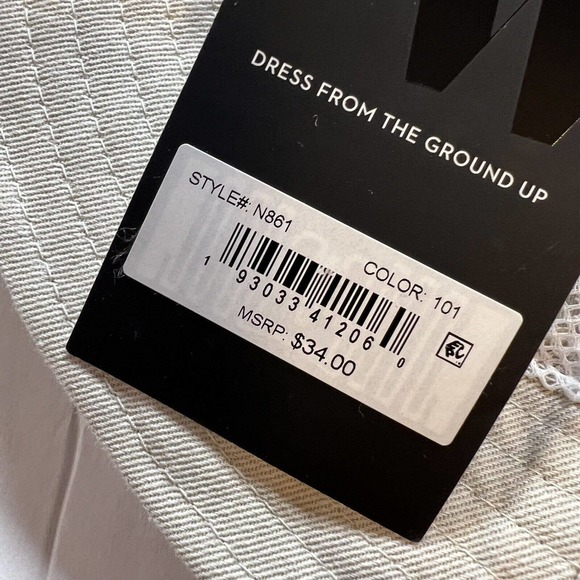 DRESS FROM THE GROUND UP
STYLE#: N861
COLOR: 101
1 93033 41206 0
MSRP: $34.00